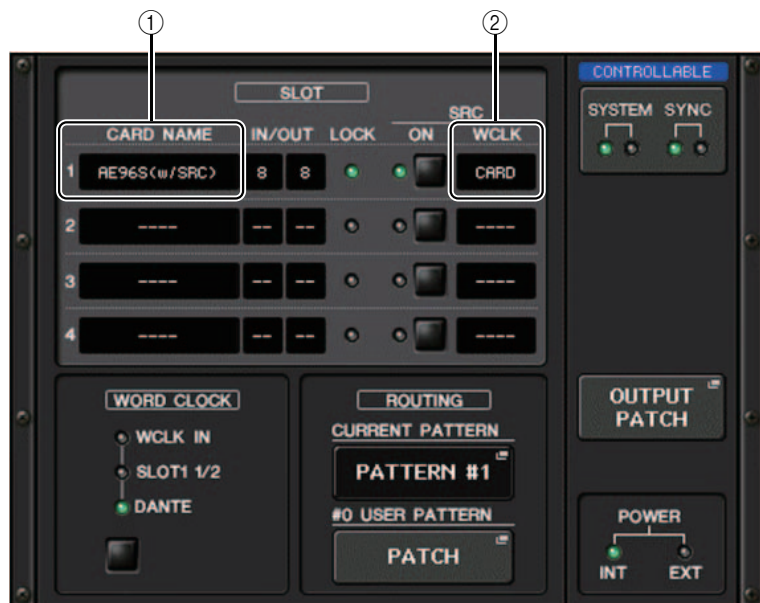 ① ②
CONTROLLABLE
SLOT
SRC
CARD NAME IN/OUT LOCK ON WCLK
SYSTEM SYNC
1 AE96S(w/SRC) 8 8 CARD
2 ---- -- -- ----
3 ---- -- -- ----
4 ---- -- -- ----
WORD CLOCK
WCLK IN
SLOT1 1/2
DANTE
ROUTING
CURRENT PATTERN
PATTERN #1
#0 USER PATTERN
PATCH
OUTPUT
PATCH
POWER
INT EXT